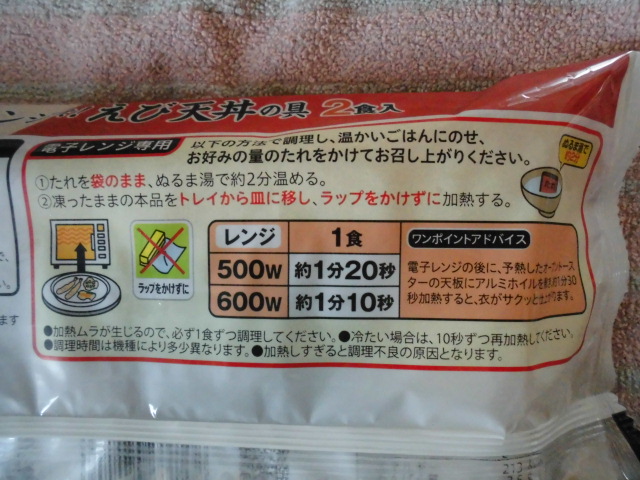 えび天丼の具 2食入
電子レンジ専用
以下の方法で調理し、温かいごはんにのせ、
お好みの量のたれをかけてお召し上がりください。
ぬるま湯で
①たれを袋のまま、ぬるま湯で約2分温める。
②凍ったままの本品をトレイから皿に移し、ラップをかけずに加熱する。
ラップをかけずに
レンジ 1食
500W 約1分20秒
600W 約1分10秒
ワンポイントアドバイス
電子レンジの後に、予熱したオーブントース
ターの天板にアルミホイルを敷き約1分30
秒加熱すると、衣がサクッと仕上がります。
●加熱ムラが生じるので、必ず1食ずつ調理してください。●冷たい場合は、10秒ずつ再加熱してください。
●調理時間は機種により多少異なります。●加熱しすぎると調理不良の原因となります。